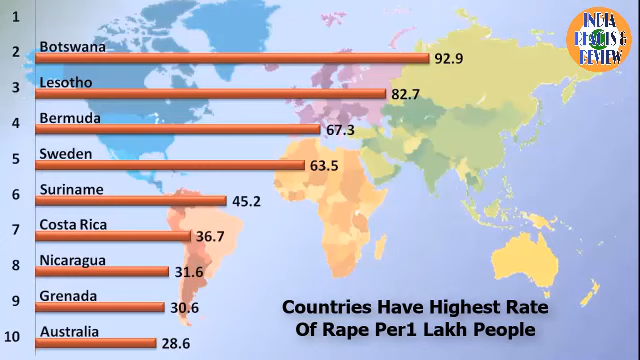 1
2 Botswana 92.9
3 Lesotho 82.7
4 Bermuda 67.3
5 Sweden 63.5
6 Suriname 45.2
7 Costa Rica 36.7
8 Nicaragua 31.6
9 Grenada 30.6
10 Australia 28.6
Countries Have Highest Rate
Of Rape Per1 Lakh People
INDIA
RIGHTS &
REVIEW